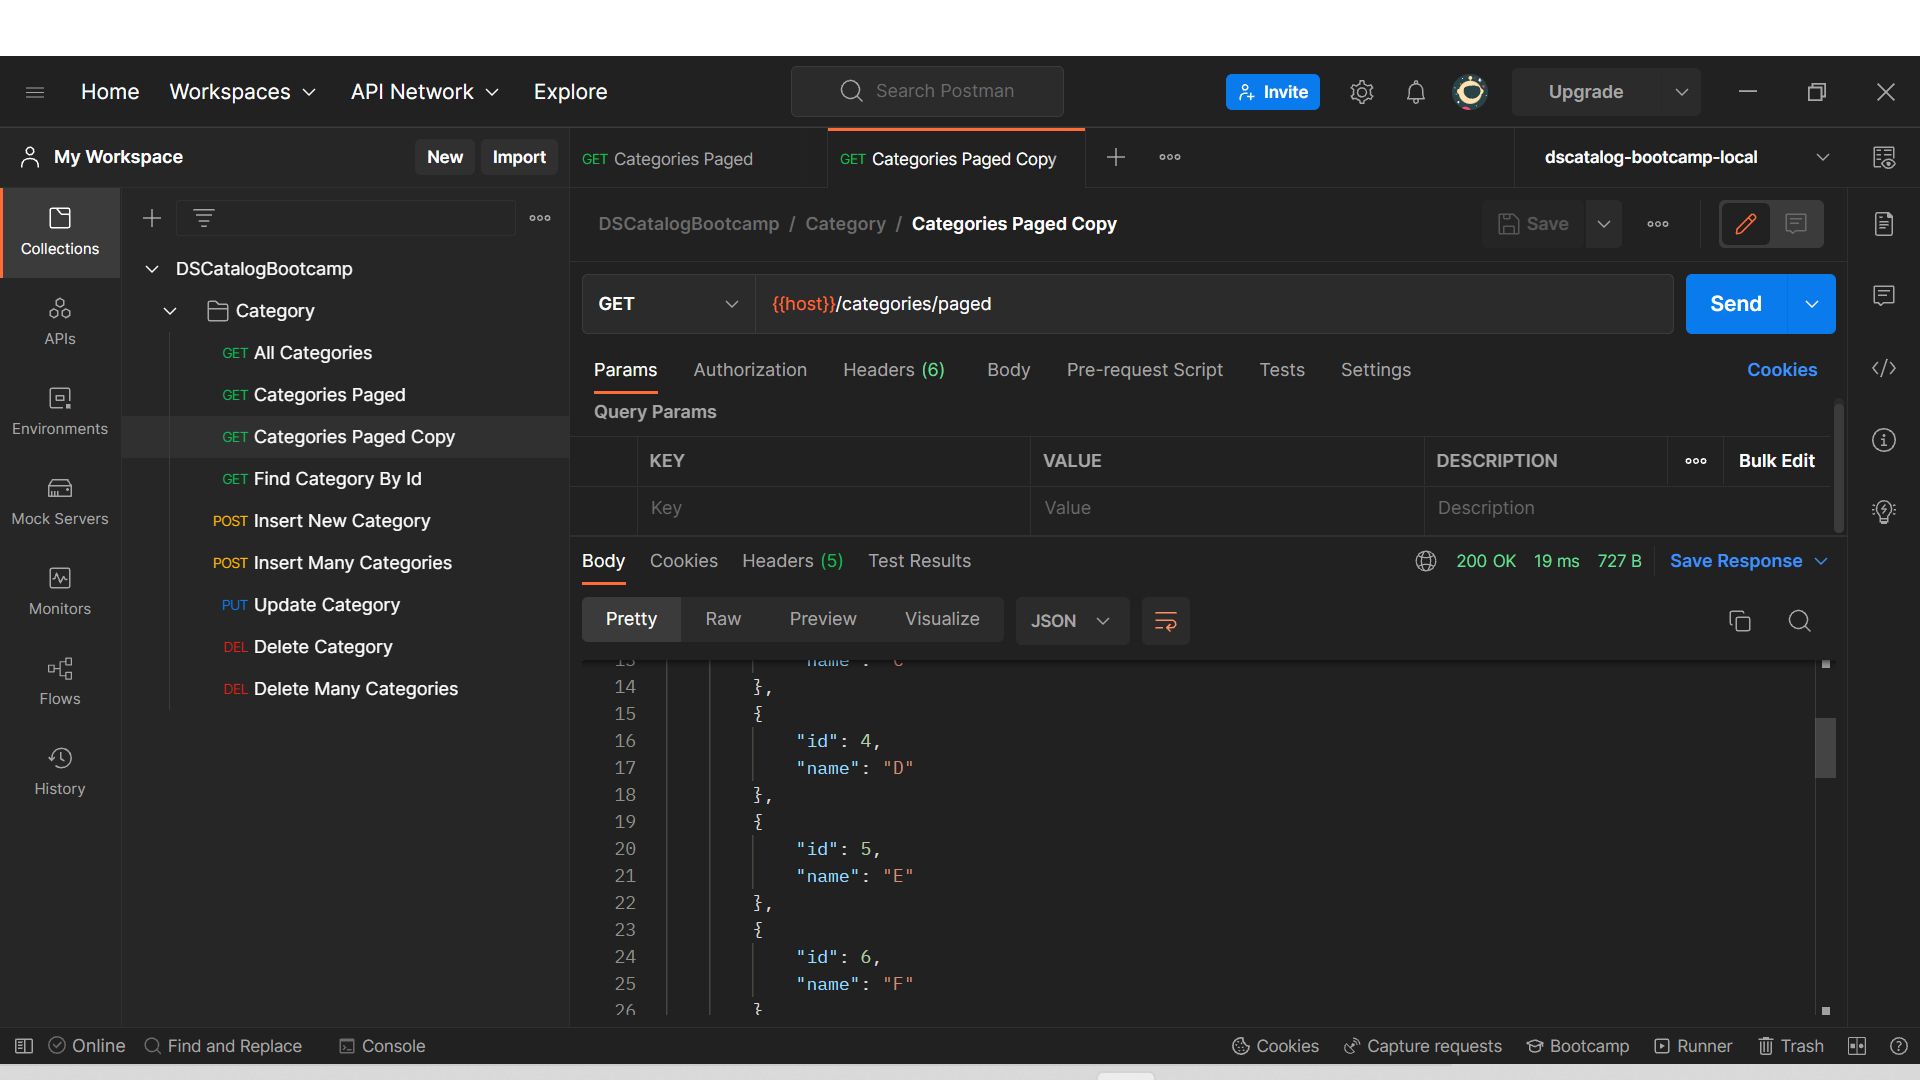 Home Workspaces API Network Explore Search Postman Invite Upgrade
My Workspace New Import GET Categories Paged GET Categories Paged Copy dscatalog-bootcamp-local
Collections
APIs
Environments
Mock Servers
Monitors
Flows
History
DSCatalogBootcamp
Category
GET All Categories
GET Categories Paged
GET Categories Paged Copy
GET Find Category By Id
POST Insert New Category
POST Insert Many Categories
PUT Update Category
DEL Delete Category
DEL Delete Many Categories
DSCatalogBootcamp / Category / Categories Paged Copy Save
GET {{host}}/categories/paged Send
Params Authorization Headers (6) Body Pre-request Script Tests Settings Cookies
Query Params
KEY VALUE DESCRIPTION Bulk Edit
Key Value Description
Body Cookies Headers (5) Test Results 200 OK 19 ms 727 B Save Response
Pretty Raw Preview Visualize JSON
13 "name": "C"
14 },
15 {
16 "id": 4,
17 "name": "D"
18 },
19 {
20 "id": 5,
21 "name": "E"
22 },
23 {
24 "id": 6,
25 "name": "F"
26 }
Online Find and Replace Console Cookies Capture requests Bootcamp Runner Trash